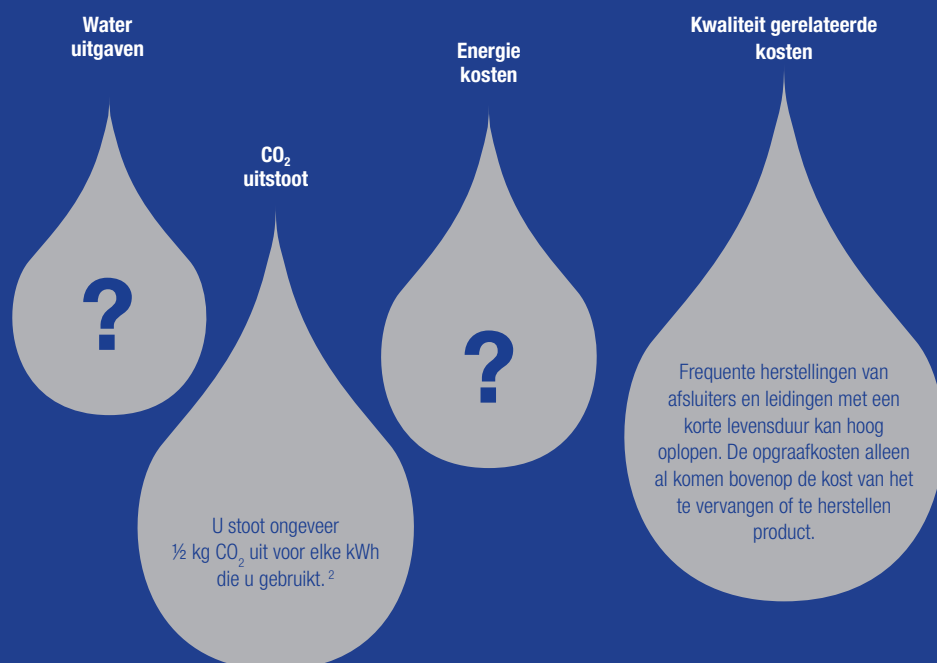 Water
uitgaven
?
CO₂
uitstoot
U stoot ongeveer
½ kg CO₂ uit voor elke kWh
die u gebruikt. ²
Energie
kosten
?
Kwaliteit gerelateerde
kosten
Frequente herstellingen van
afsluiters en leidingen met een
korte levensduur kan hoog
oplopen. De opgraafkosten alleen
al komen bovenop de kost van het
te vervangen of te herstellen
product.